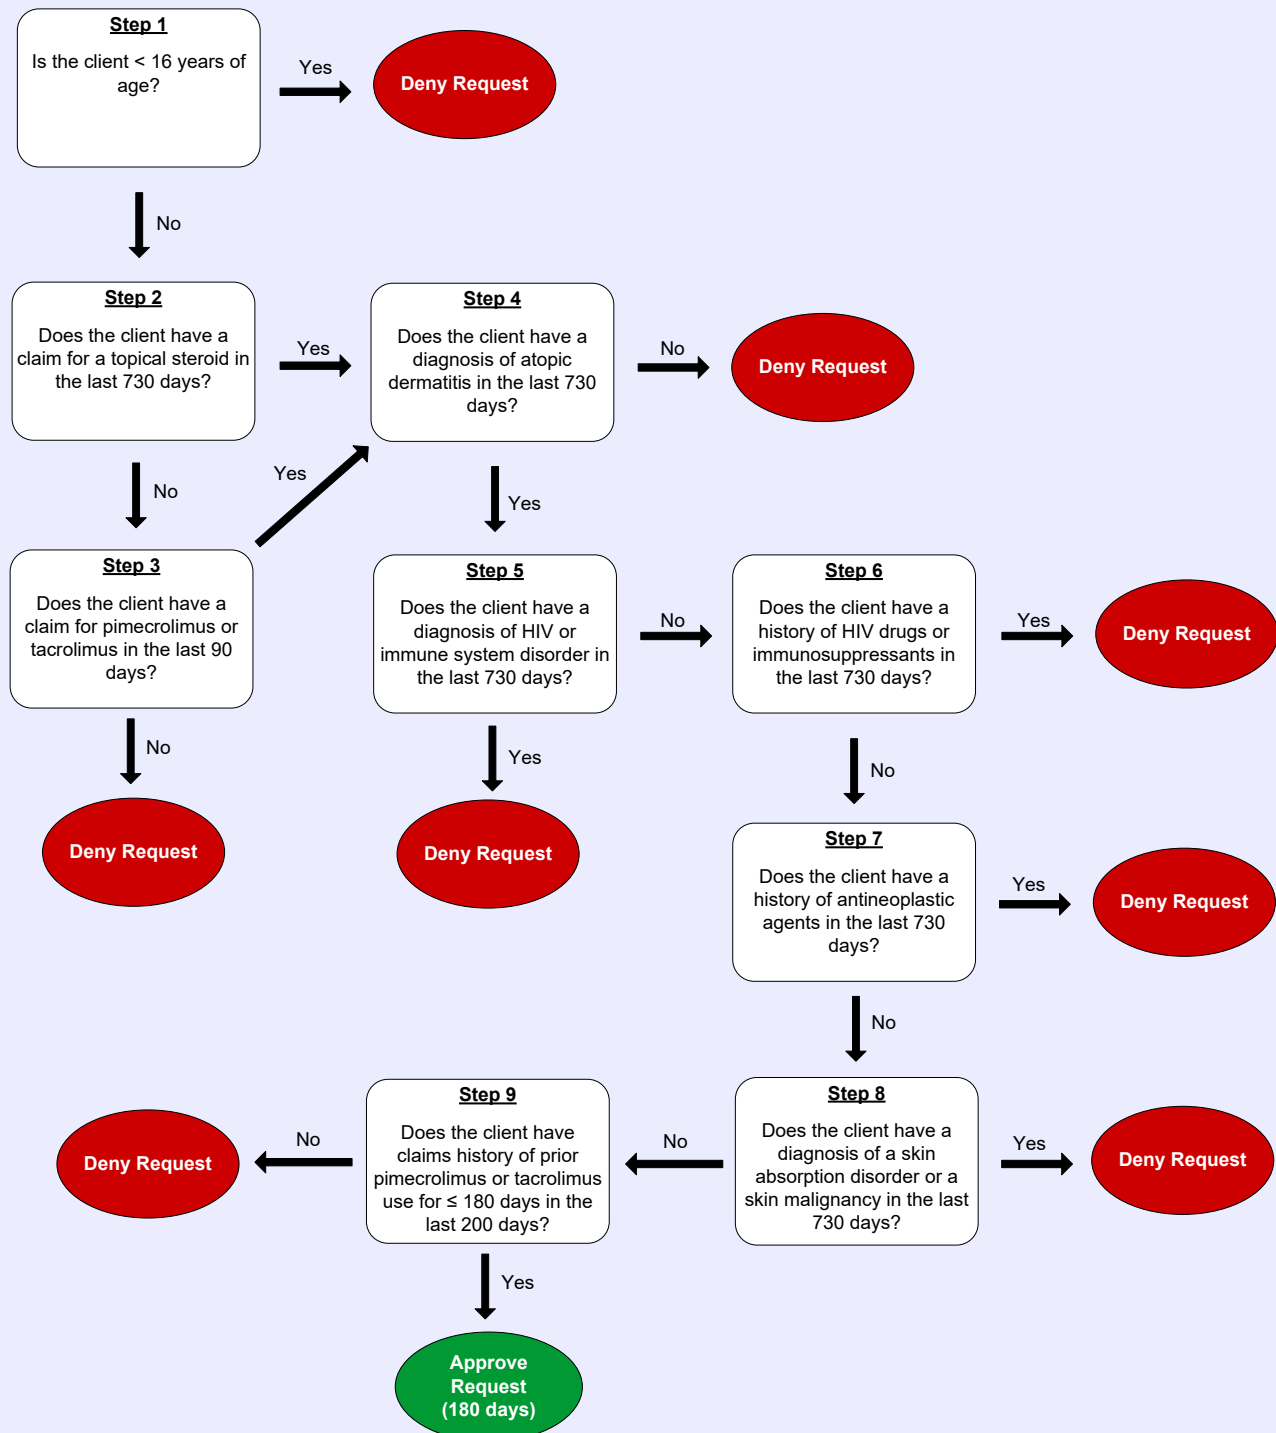 Step 1
Is the client < 16 years of
age?
Yes
Deny Request
No
Step 2
Does the client have a
claim for a topical steroid in
the last 730 days?
Yes
Step 4
Does the client have a
diagnosis of atopic
dermatitis in the last 730
days?
No
Deny Request
No
Yes
Yes
Step 3
Does the client have a
claim for pimecrolimus or
tacrolimus in the last 90
days?
No
Deny Request
Step 5
Does the client have a
diagnosis of HIV or
immune system disorder in
the last 730 days?
No
Yes
Deny Request
Step 6
Does the client have a
history of HIV drugs or
immunosuppressants in
the last 730 days?
Yes
Deny Request
No
Step 7
Does the client have a
history of antineoplastic
agents in the last 730
days?
Yes
Deny Request
No
Step 8
Does the client have a
diagnosis of a skin
absorption disorder or a
skin malignancy in the last
730 days?
Yes
Deny Request
No
Step 9
Does the client have
claims history of prior
pimecrolimus or tacrolimus
use for ≤ 180 days in the
last 200 days?
No
Deny Request
Yes
Approve
Request
(180 days)